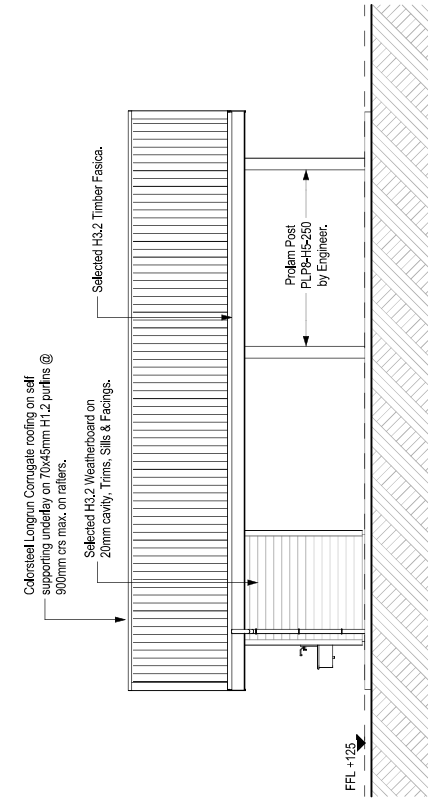 Colorsteel Longrun Corrugate roofing on self
supporting underlay on 70x45mm H1.2 purlins @
900mm crs max. on rafters.
Selected H3.2 Weatherboard on
20mm cavity, Trims, Sills & Facings.
Selected H3.2 Timber Fasica.
Prolam Post
PLP8-H5-250
by Engineer.
FFL +125